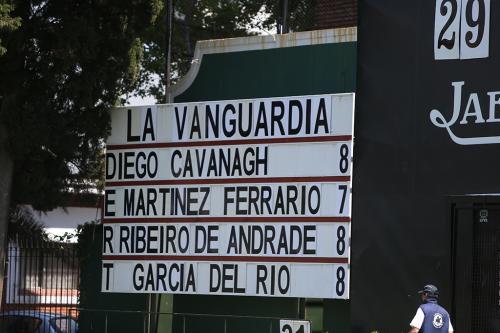 29
LA VANGUARDIA
DIEGO CAVANAGH 8
E MARTINEZ FERRARIO 7
R RIBEIRO DE ANDRADE 8
T GARCIA DEL RIO 8